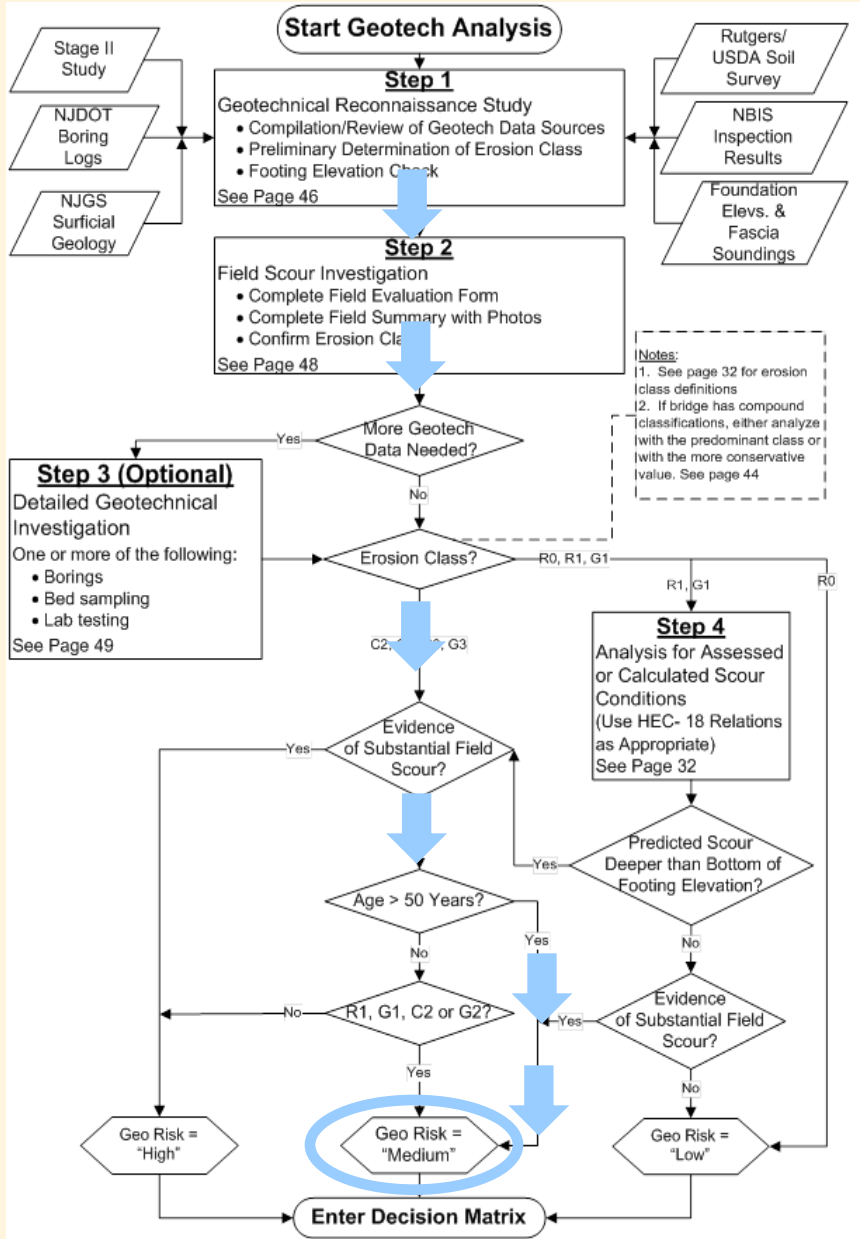 Start Geotech Analysis
Stage II
Study
NJDOT
Boring
Logs
NJGS
Surficial
Geology
Step 1
Geotechnical Reconnaissance Study
• Compilation/Review of Geotech Data Sources
• Preliminary Determination of Erosion Class
• Footing Elevation Check
See Page 46
Rutgers/
USDA Soil
Survey
NBIS
Inspection
Results
Foundation
Elevs. &
Fascia
Soundings
Step 2
Field Scour Investigation
• Complete Field Evaluation Form
• Complete Field Summary with Photos
• Confirm Erosion
See Page 48
Notes:
1. See page 32 for erosion
class definitions
2. If bridge has compound
classifications, either analyze
with the predominant class or
with the more conservative
value. See page 44
More Geotech
Data Needed?
Yes
No
Step 3 (Optional)
Detailed Geotechnical
Investigation
One or more of the following:
• Borings
• Bed sampling
• Lab testing
See Page 49
Erosion Class?
R0, R1, G1
R1, G1
R0
C2, G3
Step 4
Analysis for Assessed
or Calculated Scour
Conditions
(Use HEC- 18 Relations
as Appropriate)
See Page 32
Evidence
of Substantial Field
Scour?
Yes
Predicted Scour
Deeper than Bottom of
Footing Elevation?
Yes
No
Age > 50 Years?
Yes
No
R1, G1, C2 or G2?
No
Yes
Evidence
of Substantial Field
Scour?
Yes
No
Geo Risk =
“High”
Geo Risk =
“Medium”
Geo Risk =
“Low”
Enter Decision Matrix